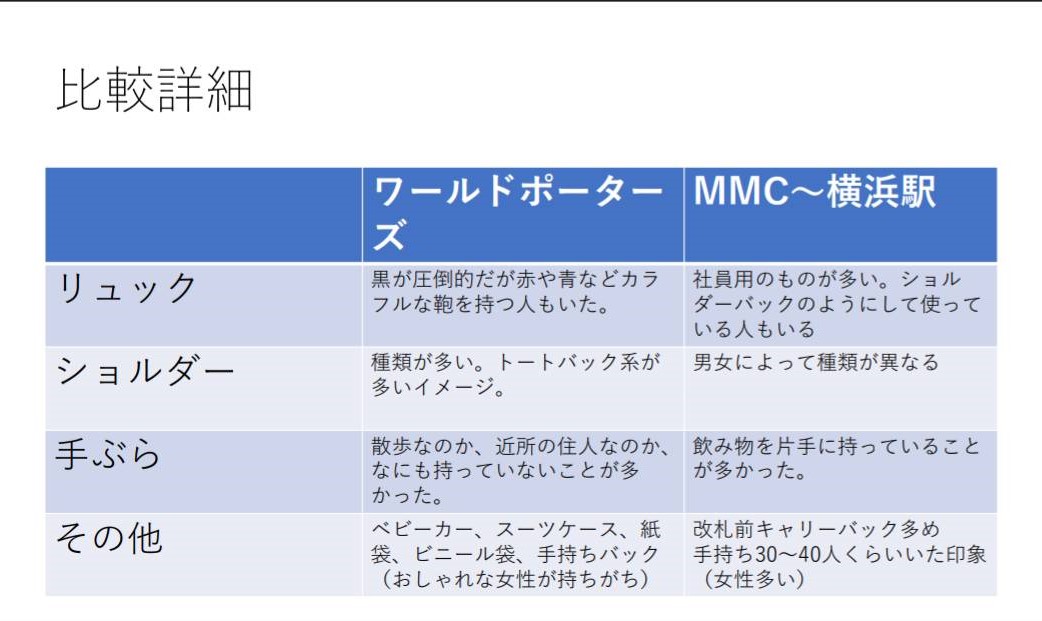 比較詳細
ワールドポーター
ズ
MMC～横浜駅
リュック
黒が圧倒的だが赤や青などカラ
フルな鞄を持つ人もいた。
社員用のものが多い。ショル
ダーバックのようにして使って
いる人もいる
ショルダー
種類が多い。トートバック系が
多いイメージ。
男女によって種類が異なる
手ぶら
散歩なのか、近所の住人なのか、
なにも持っていないことが多
かった。
飲み物を片手に持っていること
が多かった。
その他
ベビーカー、スーツケース、紙
袋、ビニール袋、手持ちバック
（おしゃれな女性が持ちがち）
改札前キャリーバック多め
手持ち30～40人くらいいた印象
（女性多い）